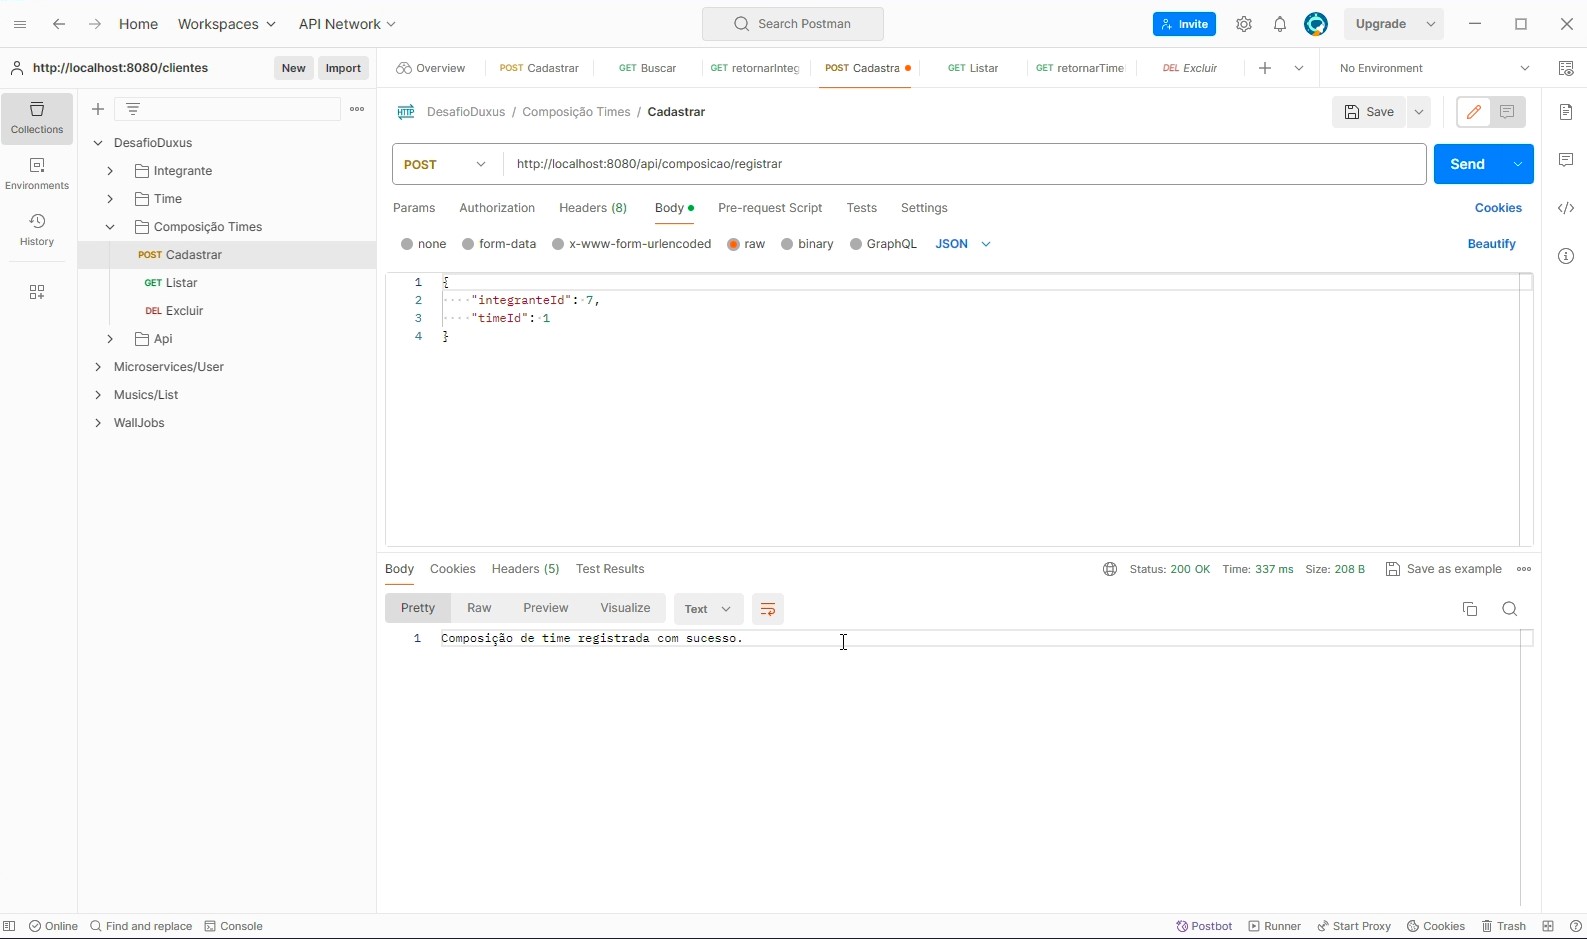 Home Workspaces API Network Search Postman Invite Upgrade
http://localhost:8080/clientes New Import Overview POST Cadastrar GET Buscar GET retornarInteg POST Cadastra GET Listar GET retornarTime DEL Excluir No Environment
Collections
Environments
History
DesafioDuxus
Integrante
Time
Composição Times
POST Cadastrar
GET Listar
DEL Excluir
Api
Microservices/User
Musics/List
WallJobs
HTTP DesafioDuxus / Composição Times / Cadastrar Save
POST http://localhost:8080/api/composicao/registrar Send
Params Authorization Headers (8) Body Pre-request Script Tests Settings Cookies
none form-data x-www-form-urlencoded raw binary GraphQL JSON Beautify
1 {
2 "integranteId": 7,
3 "timeId": 1
4 }
Body Cookies Headers (5) Test Results Status: 200 OK Time: 337 ms Size: 208 B Save as example
Pretty Raw Preview Visualize Text
1 Composição de time registrada com sucesso.
Online Find and replace Console Postbot Runner Start Proxy Cookies Trash